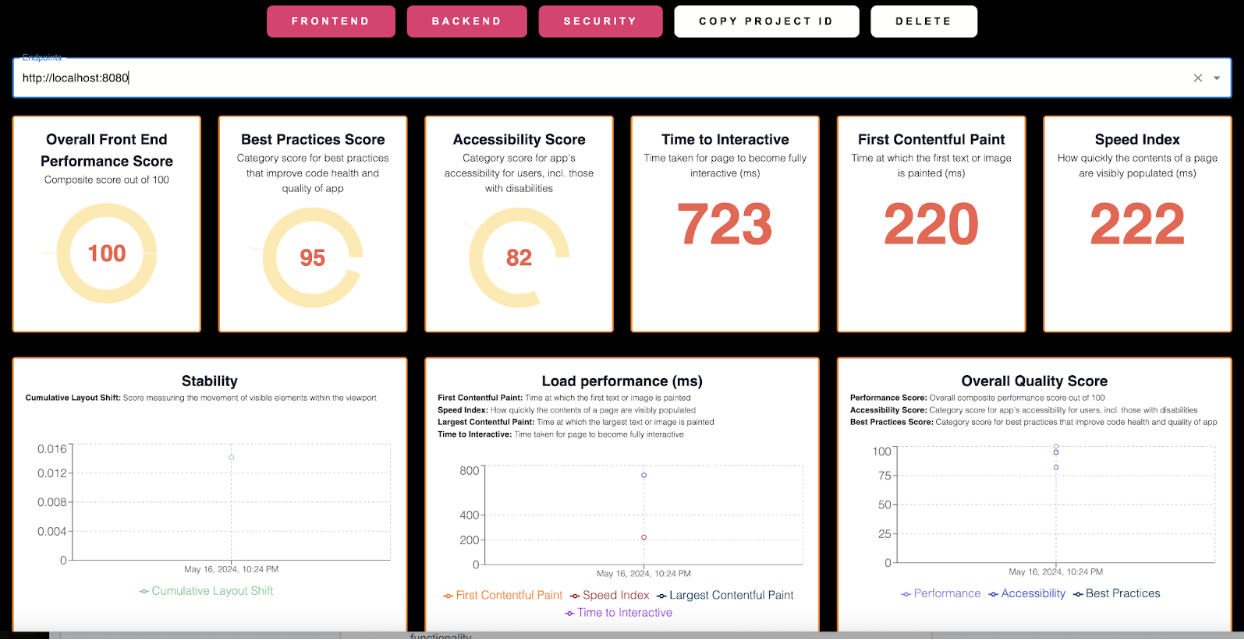 FRONTEND BACKEND SECURITY COPY PROJECT ID DELETE
Endpoints
http://localhost:8080
Overall Front End
Performance Score
Composite score out of 100
100
Best Practices Score
Category score for best practices
that improve code health and
quality of app
95
Accessibility Score
Category score for app's
accessibility for users, incl. those
with disabilities
82
Time to Interactive
Time taken for page to become fully
interactive (ms)
723
First Contentful Paint
Time at which the first text or image
is painted (ms)
220
Speed Index
How quickly the contents of a page
are visibly populated (ms)
222
Stability
Cumulative Layout Shift: Score measuring the movement of visible elements within the viewport
0.016
0.012
0.008
0.004
0
May 16, 2024, 10:24 PM
Cumulative Layout Shift
Load performance (ms)
First Contentful Paint: Time at which the first text or image is painted
Speed Index: How quickly the contents of a page are visibly populated
Largest Contentful Paint: Time at which the largest text or image is painted
Time to Interactive: Time taken for page to become fully interactive
800
400
200
0
May 16, 2024, 10:24 PM
First Contentful Paint Speed Index Largest Contentful Paint
Time to Interactive
Overall Quality Score
Performance Score: Overall composite performance score out of 100
Accessibility Score: Category score for app's accessibility for users, incl. those with disabilities
Best Practices Score: Category score for best practices that improve code health and quality of app
100
75
50
25
0
May 16, 2024, 10:24 PM
Performance Accessibility Best Practices
functionality